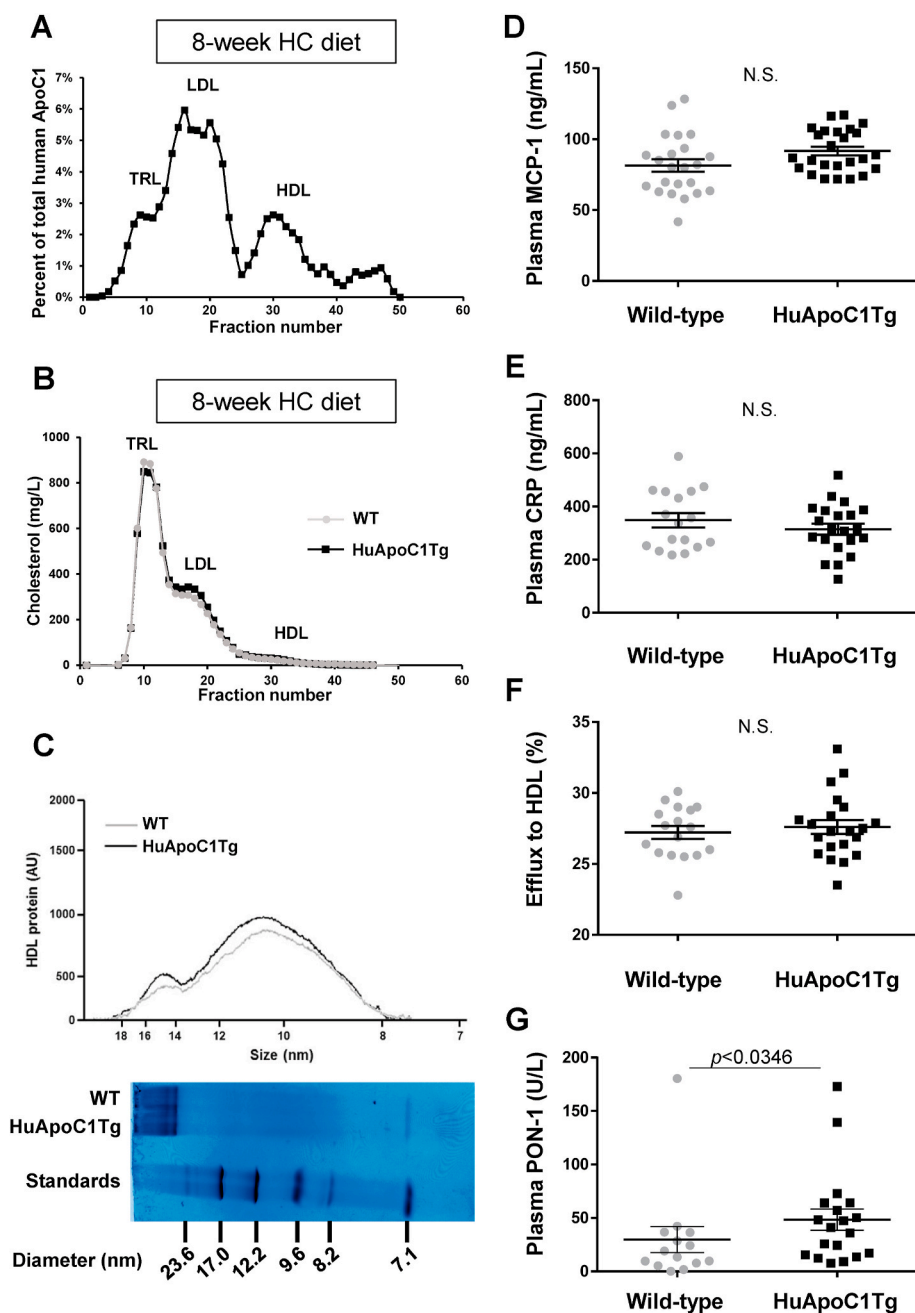 A
8-week HC diet
Percent of total human ApoC1
7%
6%
5%
4%
3%
2%
1%
0%
TRL
LDL
HDL
0 10 20 30 40 50 60
Fraction number
B
8-week HC diet
Cholesterol (mg/L)
1000
800
600
400
200
0
TRL
LDL
HDL
WT
HuApoC1Tg
0 10 20 30 40 50 60
Fraction number
C
HDL protein (AU)
2000
1500
1000
500
0
WT
HuApoC1Tg
18 16 14 12 10 8 7
Size (nm)
WT
HuApoC1Tg
Standards
Diameter (nm)
23.6 17.0 12.2 9.6 8.2 7.1
D
Plasma MCP-1 (ng/mL)
150
100
50
0
N.S.
Wild-type HuApoC1Tg
E
Plasma CRP (ng/mL)
800
600
400
200
0
N.S.
Wild-type HuApoC1Tg
F
Efflux to HDL (%)
35
30
25
20
N.S.
Wild-type HuApoC1Tg
G
Plasma PON-1 (U/L)
200
150
100
50
0
p<0.0346
Wild-type HuApoC1Tg